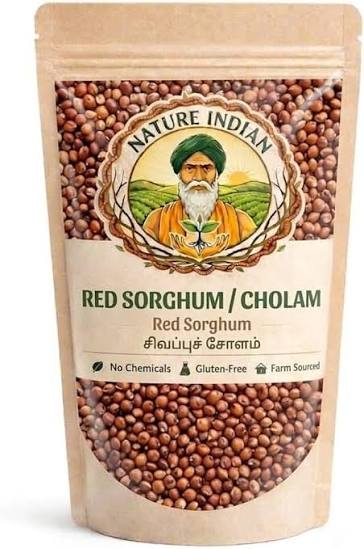 NATURE INDIAN
RED SORGHUM / CHOLAM
Red Sorghum
சிவப்புச் சோளம்
No Chemicals Gluten-Free Farm Sourced